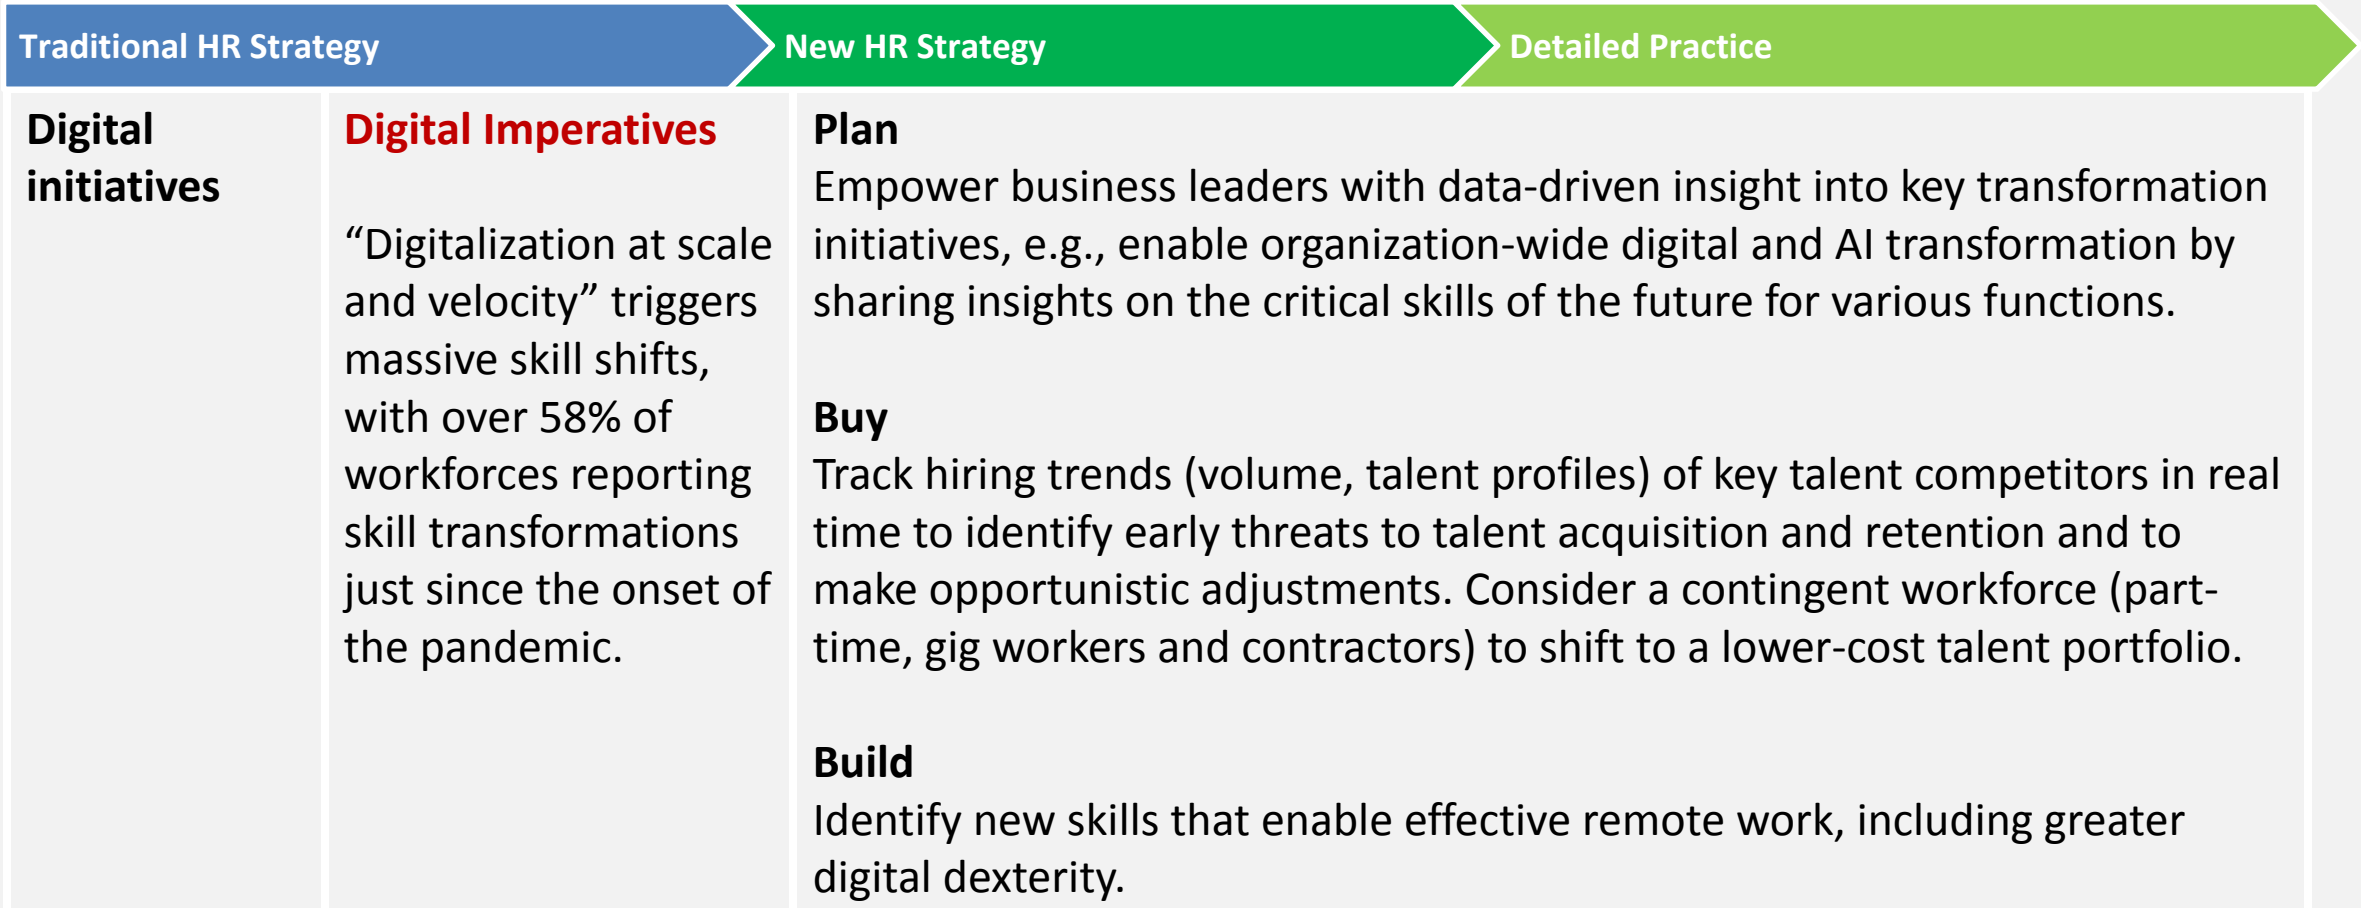 Traditional HR Strategy
New HR Strategy
Detailed Practice
Digital
initiatives
Digital Imperatives
“Digitalization at scale
and velocity” triggers
massive skill shifts,
with over 58% of
workforces reporting
skill transformations
just since the onset of
the pandemic.
Plan
Empower business leaders with data-driven insight into key transformation
initiatives, e.g., enable organization-wide digital and AI transformation by
sharing insights on the critical skills of the future for various functions.
Buy
Track hiring trends (volume, talent profiles) of key talent competitors in real
time to identify early threats to talent acquisition and retention and to
make opportunistic adjustments. Consider a contingent workforce (part-
time, gig workers and contractors) to shift to a lower-cost talent portfolio.
Build
Identify new skills that enable effective remote work, including greater
digital dexterity.